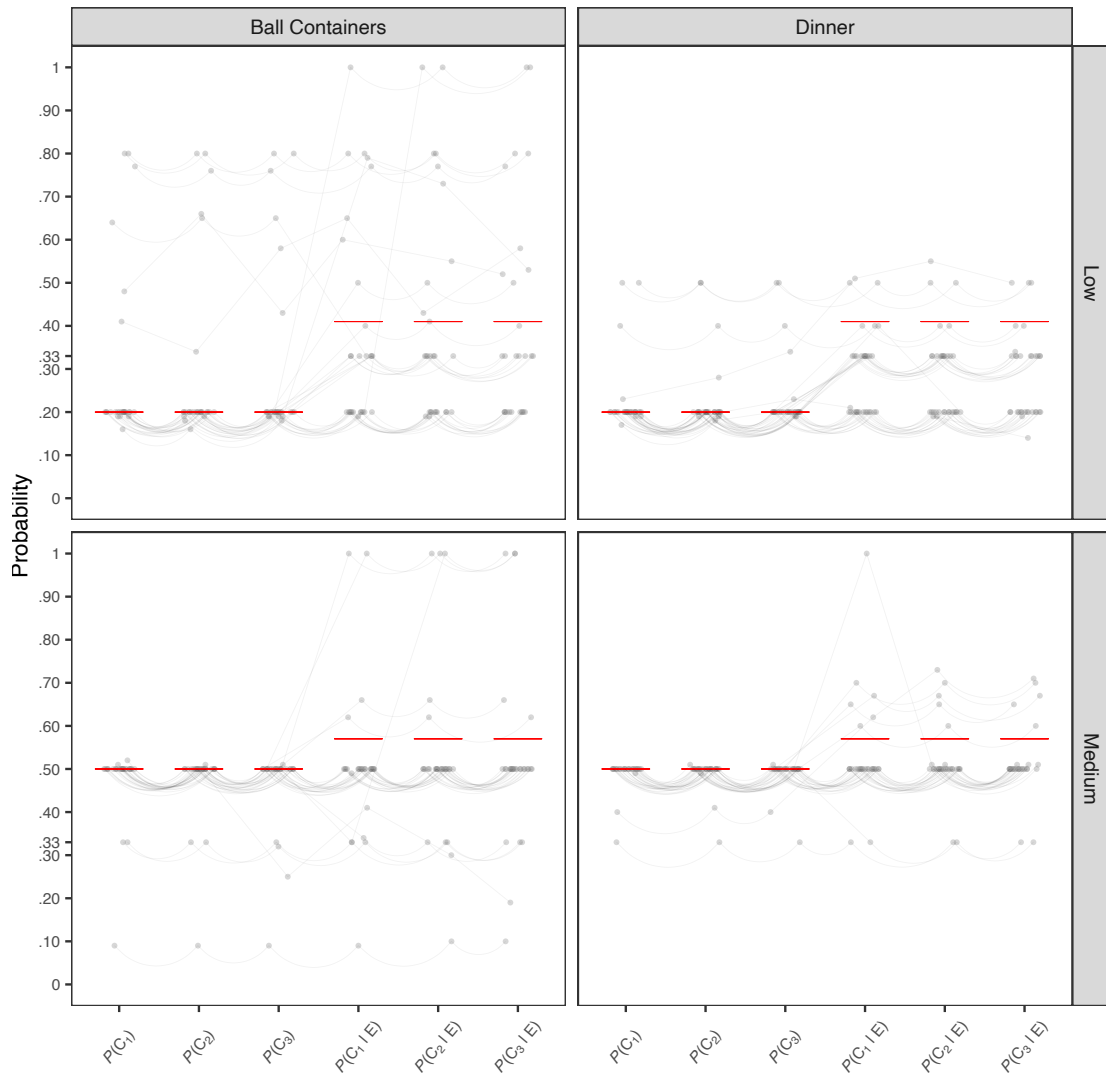 Ball Containers
Dinner
Probability
1
.90
.80
.70
.60
.50
.40
.33
.30
.20
.10
0
Low
1
.90
.80
.70
.60
.50
.40
.33
.30
.20
.10
0
Medium
P(C₁)
P(C₂)
P(C₃)
P(C₁ | E)
P(C₂ | E)
P(C₃ | E)
P(C₁)
P(C₂)
P(C₃)
P(C₁ | E)
P(C₂ | E)
P(C₃ | E)